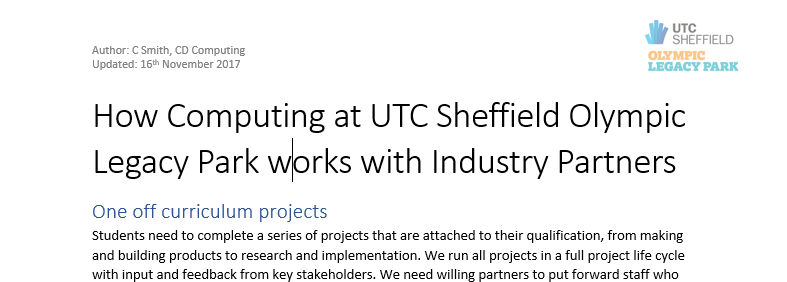 Author: C Smith, CD Computing
Updated: 16th November 2017
UTC
SHEFFIELD
OLYMPIC
LEGACY PARK
How Computing at UTC Sheffield Olympic
Legacy Park works with Industry Partners
One off curriculum projects
Students need to complete a series of projects that are attached to their qualification, from making
and building products to research and implementation. We run all projects in a full project life cycle
with input and feedback from key stakeholders. We need willing partners to put forward staff who